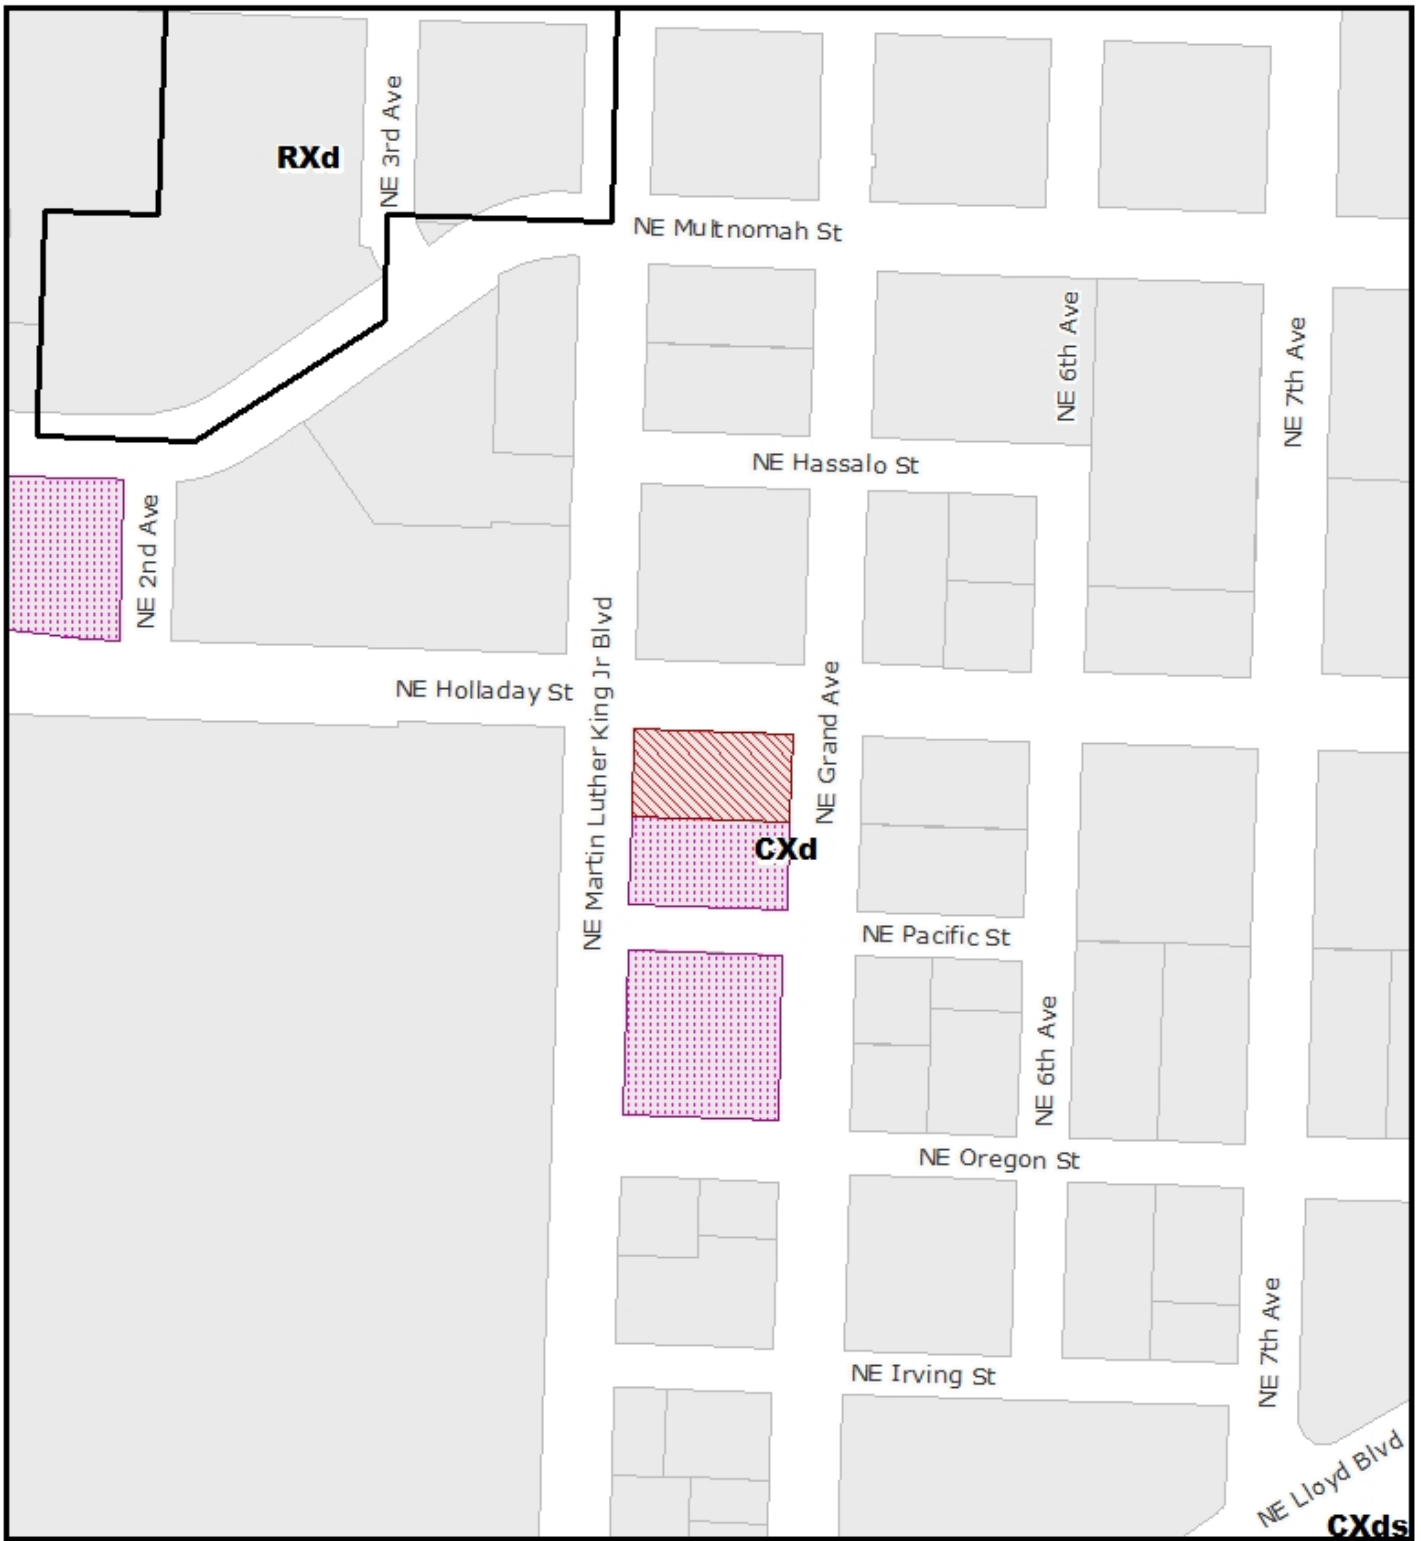 NE 3rd Ave
RXd
NE Multnomah St
NE 6th Ave
NE 7th Ave
NE Hassalo St
NE 2nd Ave
NE Martin Luther King Jr Blvd
NE Holladay St
NE Grand Ave
CXd
NE Pacific St
NE 6th Ave
NE Oregon St
NE 7th Ave
NE Irving St
NE Lloyd Blvd
CXds